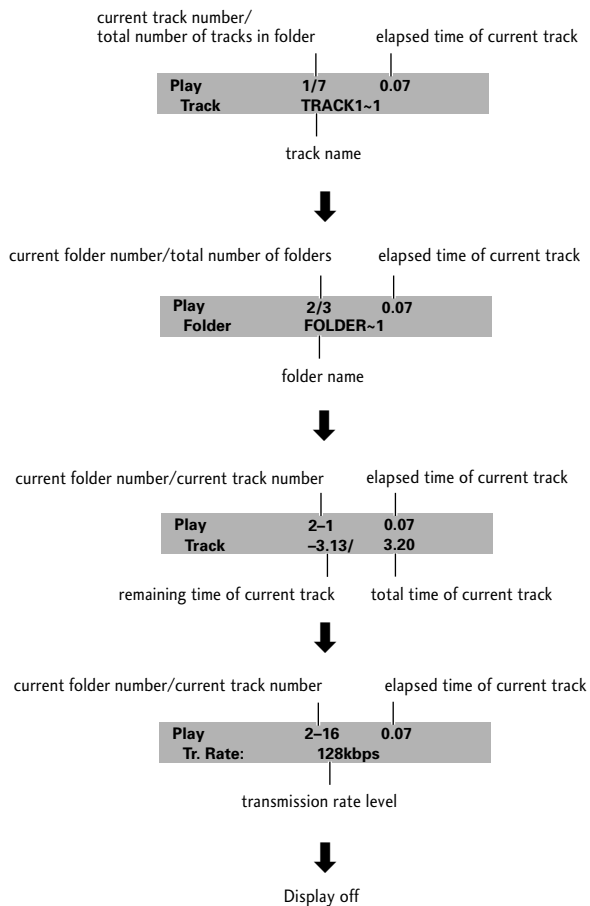 current track number/
total number of tracks in folder elapsed time of current track
Play 1/7 0.07
Track TRACK1~1
track name
current folder number/total number of folders elapsed time of current track
Play 2/3 0.07
Folder FOLDER~1
folder name
current folder number/current track number elapsed time of current track
Play 2–1 0.07
Track –3.13/ 3.20
remaining time of current track total time of current track
current folder number/current track number elapsed time of current track
Play 2–16 0.07
Tr. Rate: 128kbps
transmission rate level
Display off